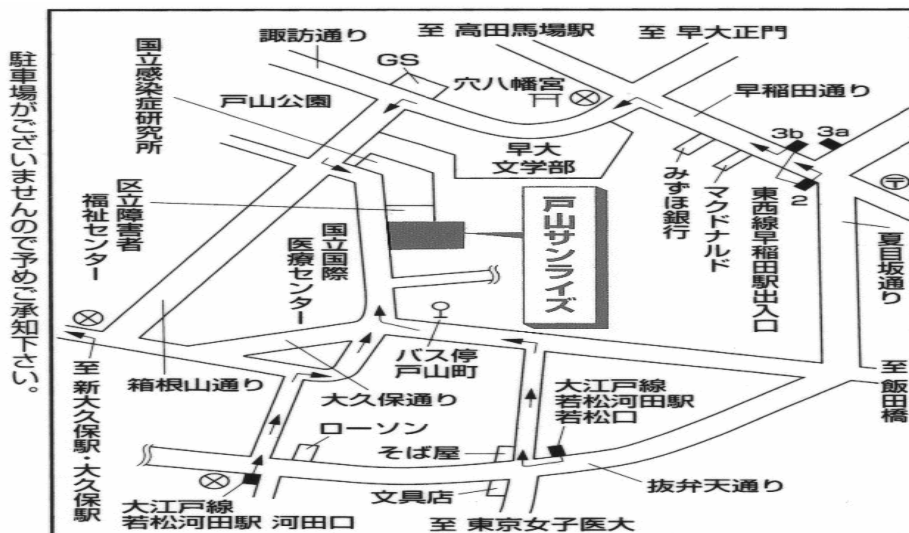 駐車場がございませんので予めご承知下さい。
諏訪通り
至 高田馬場駅
至 早大正門
GS
穴八幡宮
早稲田通り
国立感染症研究所
戸山公園
早大
文学部
3b
3a
2
みずほ銀行
マクドナルド
東西線早稲田駅出入口
夏目坂通り
区立障害者
福祉センター
国立国際
医療センター
戸山サンライズ
バス停
戸山町
至 新大久保駅・大久保駅
箱根山通り
大久保通り
大江戸線
若松河田駅
若松口
至 飯田橋
ローソン
そば屋
文具店
抜弁天通り
大江戸線
若松河田駅 河田口
至 東京女子医大